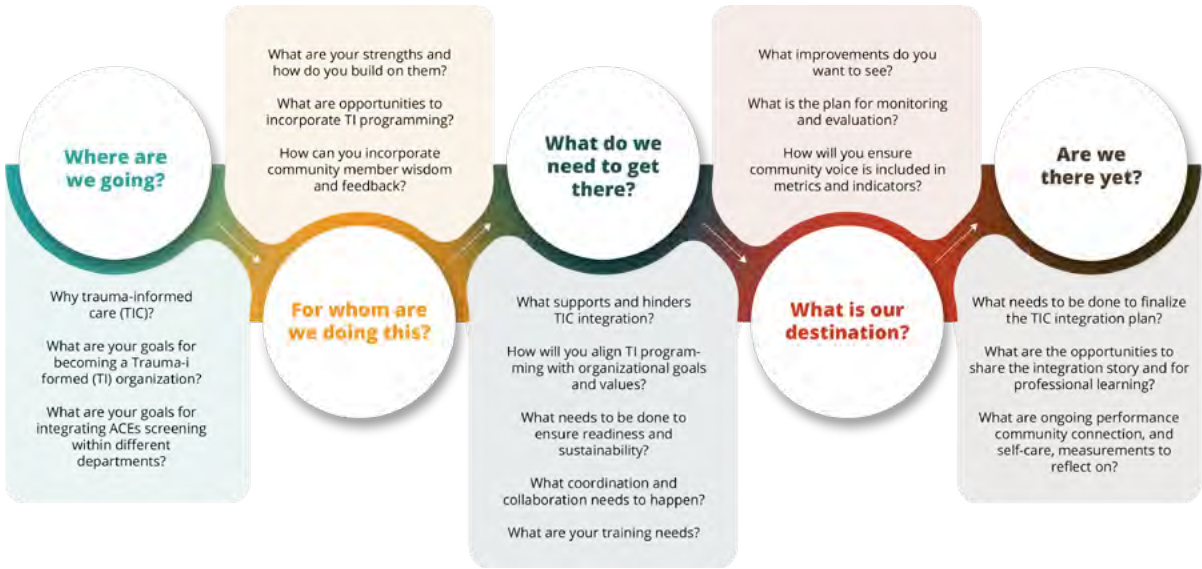 Where are
we going?
Why trauma-informed
care (TIC)?
What are your goals for
becoming a Trauma-i
formed (TI) organization?
What are your goals for
integrating ACEs screening
within different
departments?
What are your strengths and
how do you build on them?
What are opportunities to
incorporate TI programming?
How can you incorporate
community member wisdom
and feedback?
For whom are
we doing this?
What do we
need to get
there?
What supports and hinders
TIC integration?
How will you align TI program-
ming with organizational goals
and values?
What needs to be done to
ensure readiness and
sustainability?
What coordination and
collaboration needs to happen?
What are your training needs?
What improvements do you
want to see?
What is the plan for monitoring
and evaluation?
How will you ensure
community voice is included in
metrics and indicators?
What is our
destination?
Are we
there yet?
What needs to be done to finalize
the TIC integration plan?
What are the opportunities to
share the integration story and for
professional learning?
What are ongoing performance
community connection, and
self-care, measurements to
reflect on?